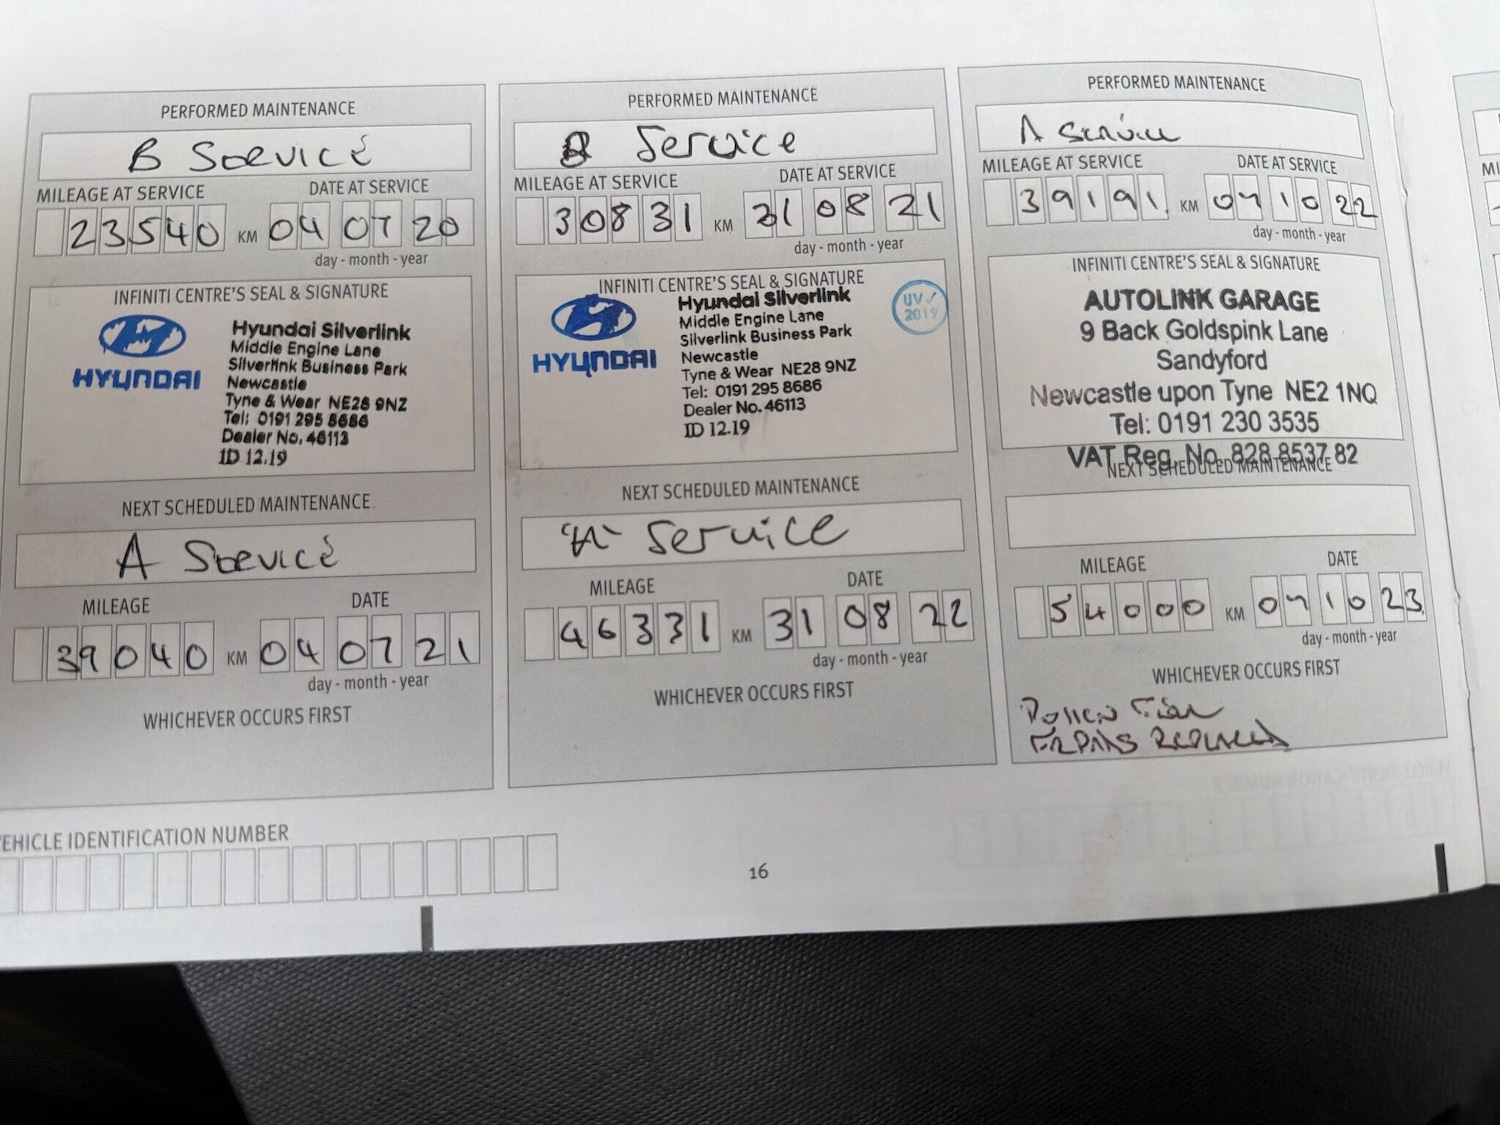 PERFORMED MAINTENANCE
B Service
MILEAGE AT SERVICE
DATE AT SERVICE
23540 KM 04 07 20
day - month - year
INFINITI CENTRE'S SEAL & SIGNATURE
HYUNDAI
Hyundai Silverlink
Middle Engine Lane
Silverlink Business Park
Newcastle
Tyne & Wear NE28 9NZ
Tel: 0191 295 8686
Dealer No. 46113
ID 12.19
NEXT SCHEDULED MAINTENANCE
A Service
MILEAGE
DATE
39040 KM 04 07 21
day - month - year
WHICHEVER OCCURS FIRST
PERFORMED MAINTENANCE
Service
MILEAGE AT SERVICE
DATE AT SERVICE
30831 KM 31 08 21
day - month - year
INFINITI CENTRE'S SEAL & SIGNATURE
HYUNDAI
Hyundai Silverlink
Middle Engine Lane
Silverlink Business Park
Newcastle
Tyne & Wear NE28 9NZ
Tel: 0191 295 8686
Dealer No. 46113
ID 12.19
UV✓
2019
NEXT SCHEDULED MAINTENANCE
"A" Service
MILEAGE
DATE
46331 KM 31 08 22
day - month - year
WHICHEVER OCCURS FIRST
PERFORMED MAINTENANCE
A Service
MILEAGE AT SERVICE
DATE AT SERVICE
39191 KM 07 10 22
day - month - year
INFINITI CENTRE'S SEAL & SIGNATURE
AUTOLINK GARAGE
9 Back Goldspink Lane
Sandyford
Newcastle upon Tyne NE2 1NQ
Tel: 0191 230 3535
VAT Reg. No. 828 8537 82
NEXT SCHEDULED MAINTENANCE
MILEAGE
DATE
54000 KM 07 10 23
day - month - year
WHICHEVER OCCURS FIRST
POLLEN
REPLACED
EHICLE IDENTIFICATION NUMBER
16